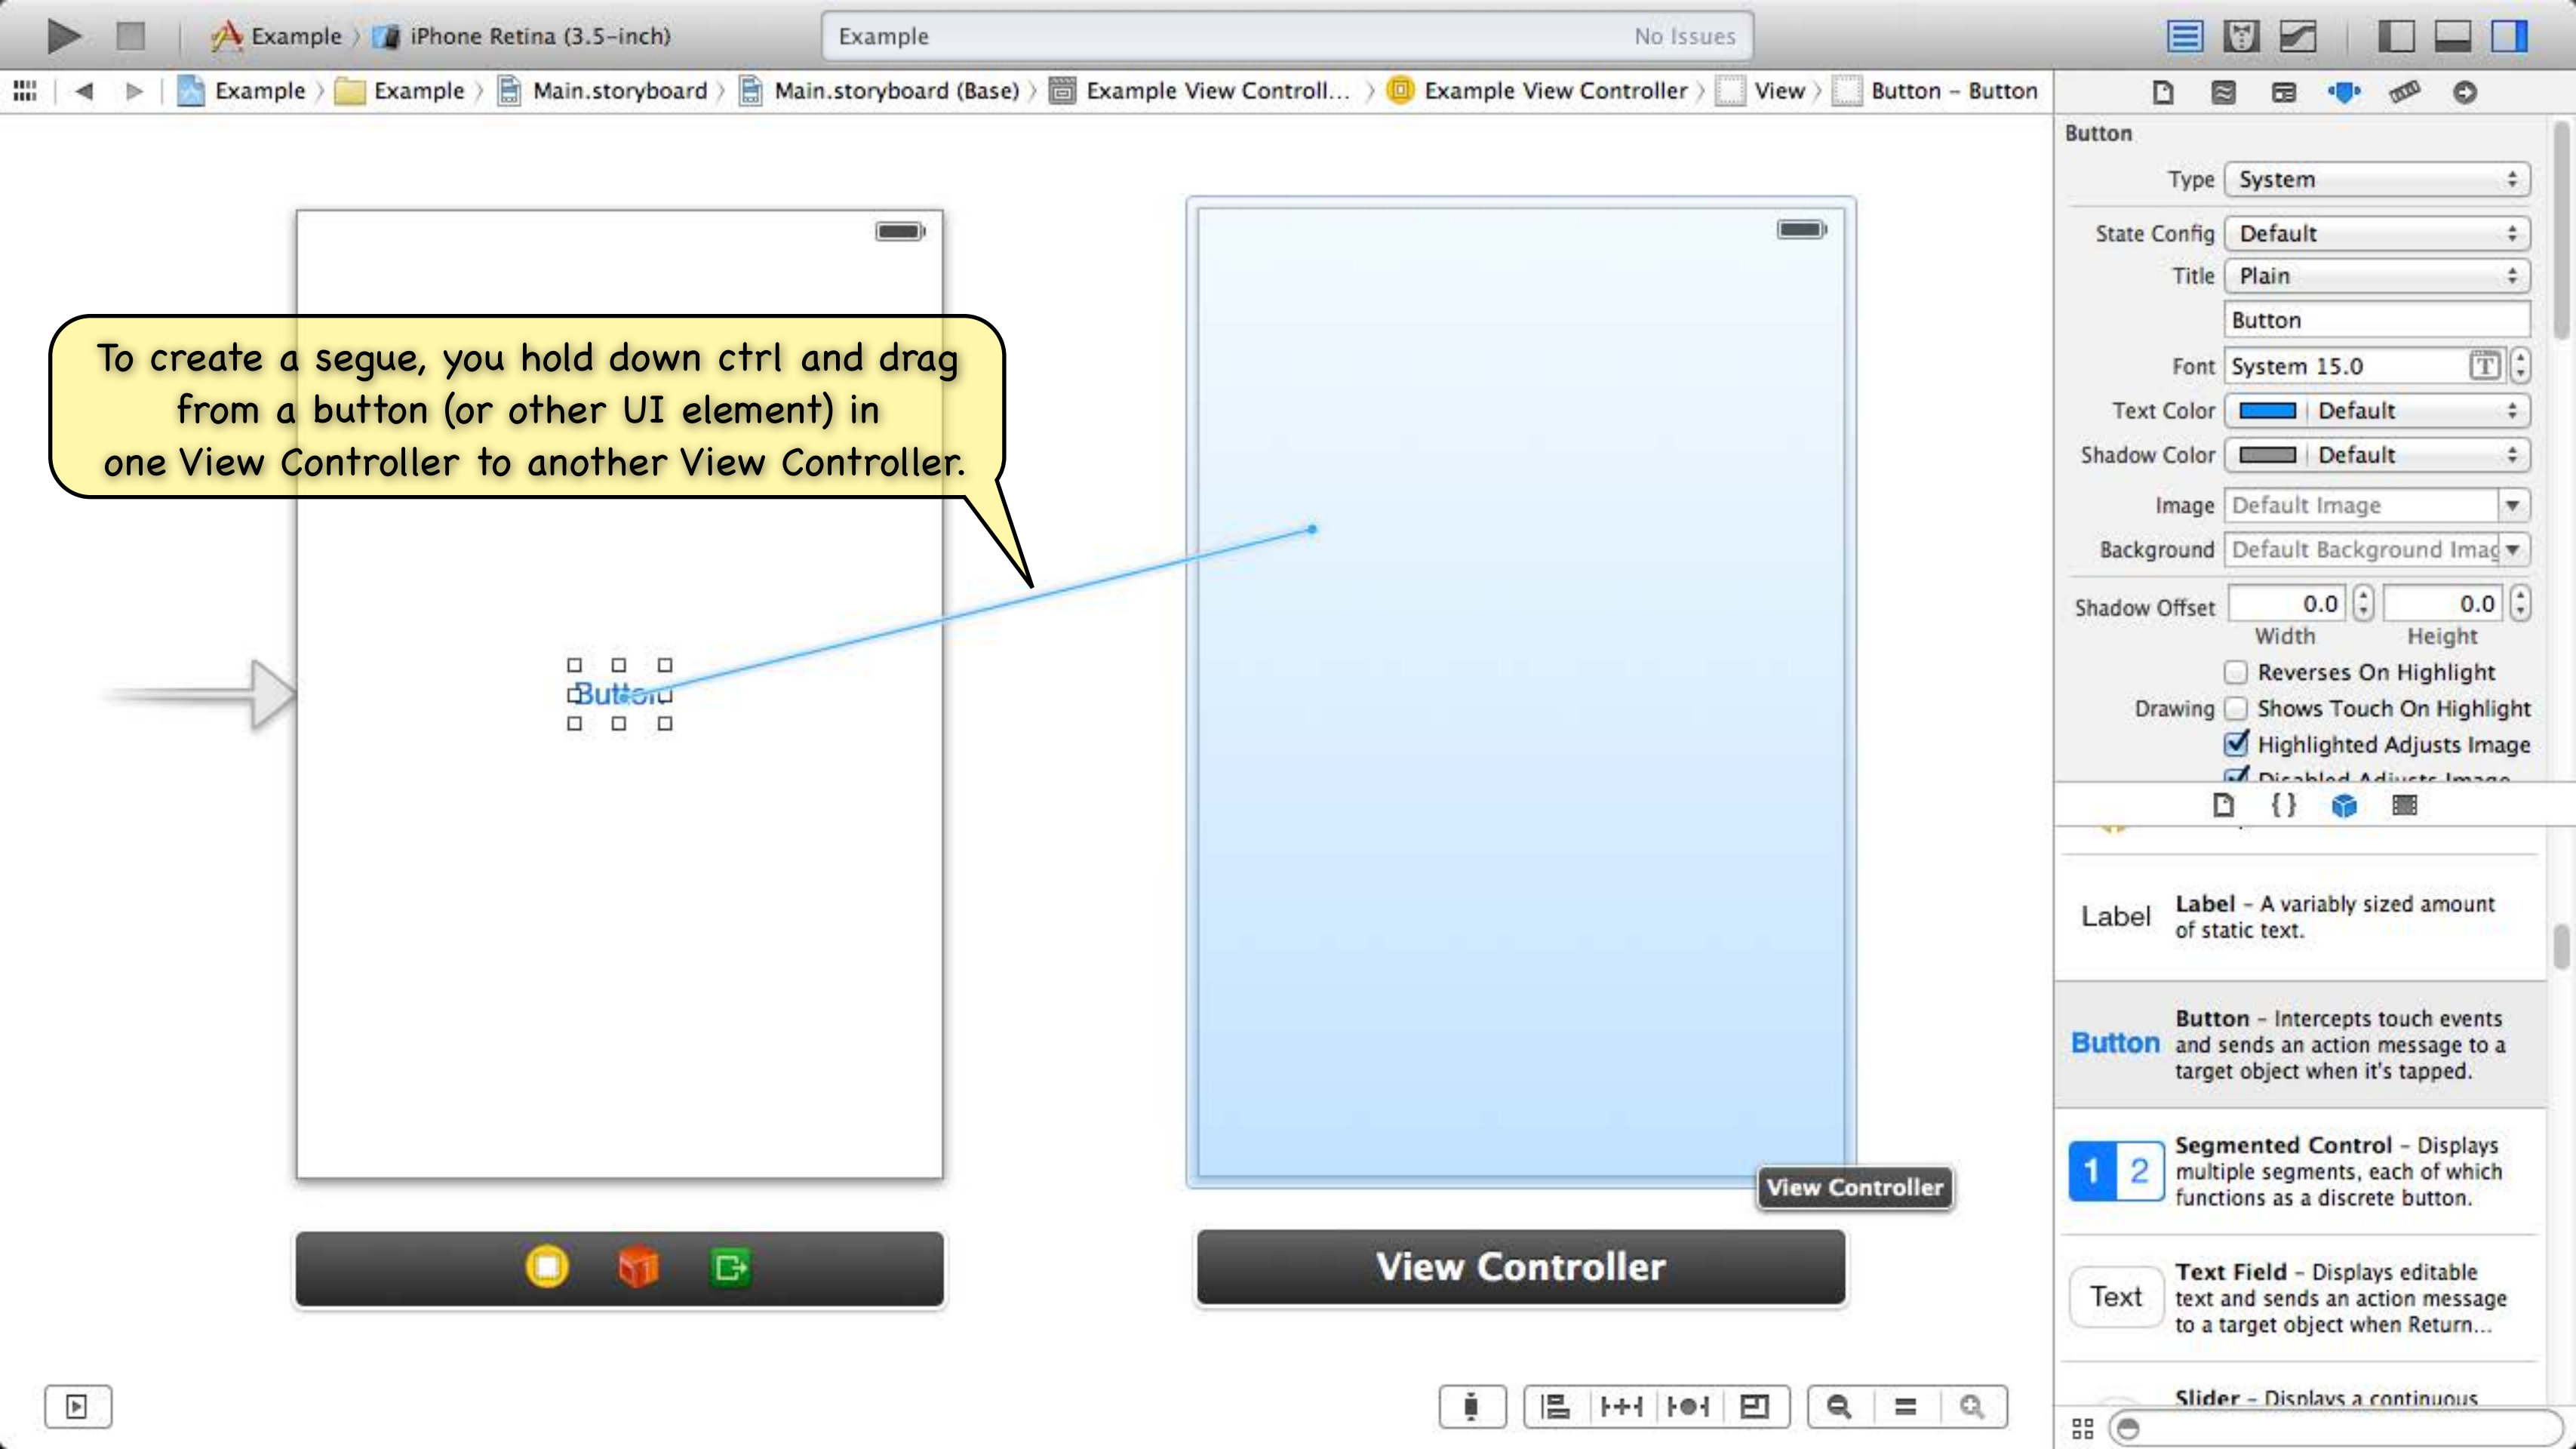 Example 〉 iPhone Retina (3.5-inch)
Example No Issues
Example 〉 Example 〉 Main.storyboard 〉 Main.storyboard (Base) 〉 Example View Controll... 〉 Example View Controller 〉 View 〉 Button – Button
To create a segue, you hold down ctrl and drag
from a button (or other UI element) in
one View Controller to another View Controller.
Button
View Controller
View Controller
Button
Type System
State Config Default
Title Plain
Button
Font System 15.0 T
Text Color Default
Shadow Color Default
Image Default Image
Background Default Background Imag
Shadow Offset 0.0 0.0
Width Height
Reverses On Highlight
Drawing Shows Touch On Highlight
Highlighted Adjusts Image
Disabled Adjusts Image
{ }
Label
Label – A variably sized amount
of static text.
Button
Button – Intercepts touch events
and sends an action message to a
target object when it's tapped.
1 2
Segmented Control – Displays
multiple segments, each of which
functions as a discrete button.
Text
Text Field – Displays editable
text and sends an action message
to a target object when Return...
Slider – Displays a continuous